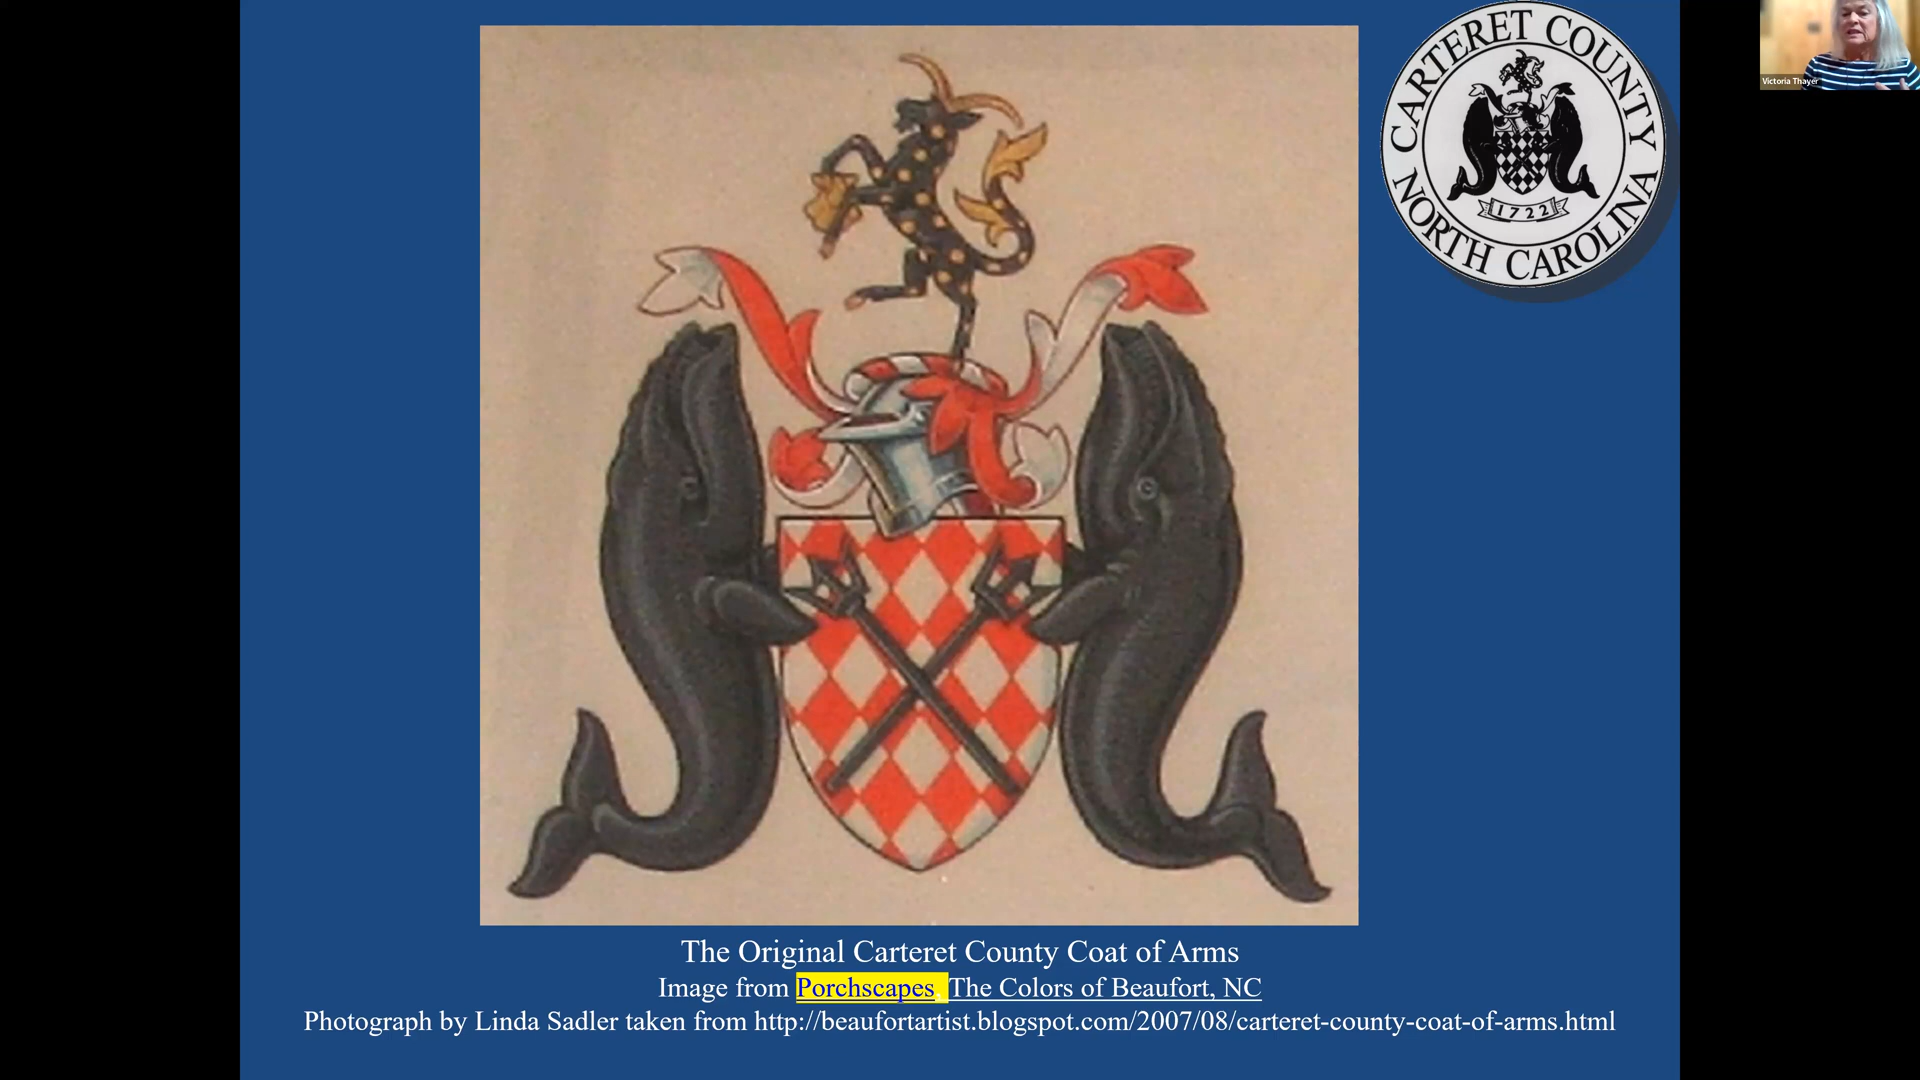 CARTERET COUNTY
NORTH CAROLINA
1722
Victoria Thayer
The Original Carteret County Coat of Arms
Image from Porchscapes, The Colors of Beaufort, NC
Photograph by Linda Sadler taken from http://beaufortartist.blogspot.com/2007/08/carteret-county-coat-of-arms.html